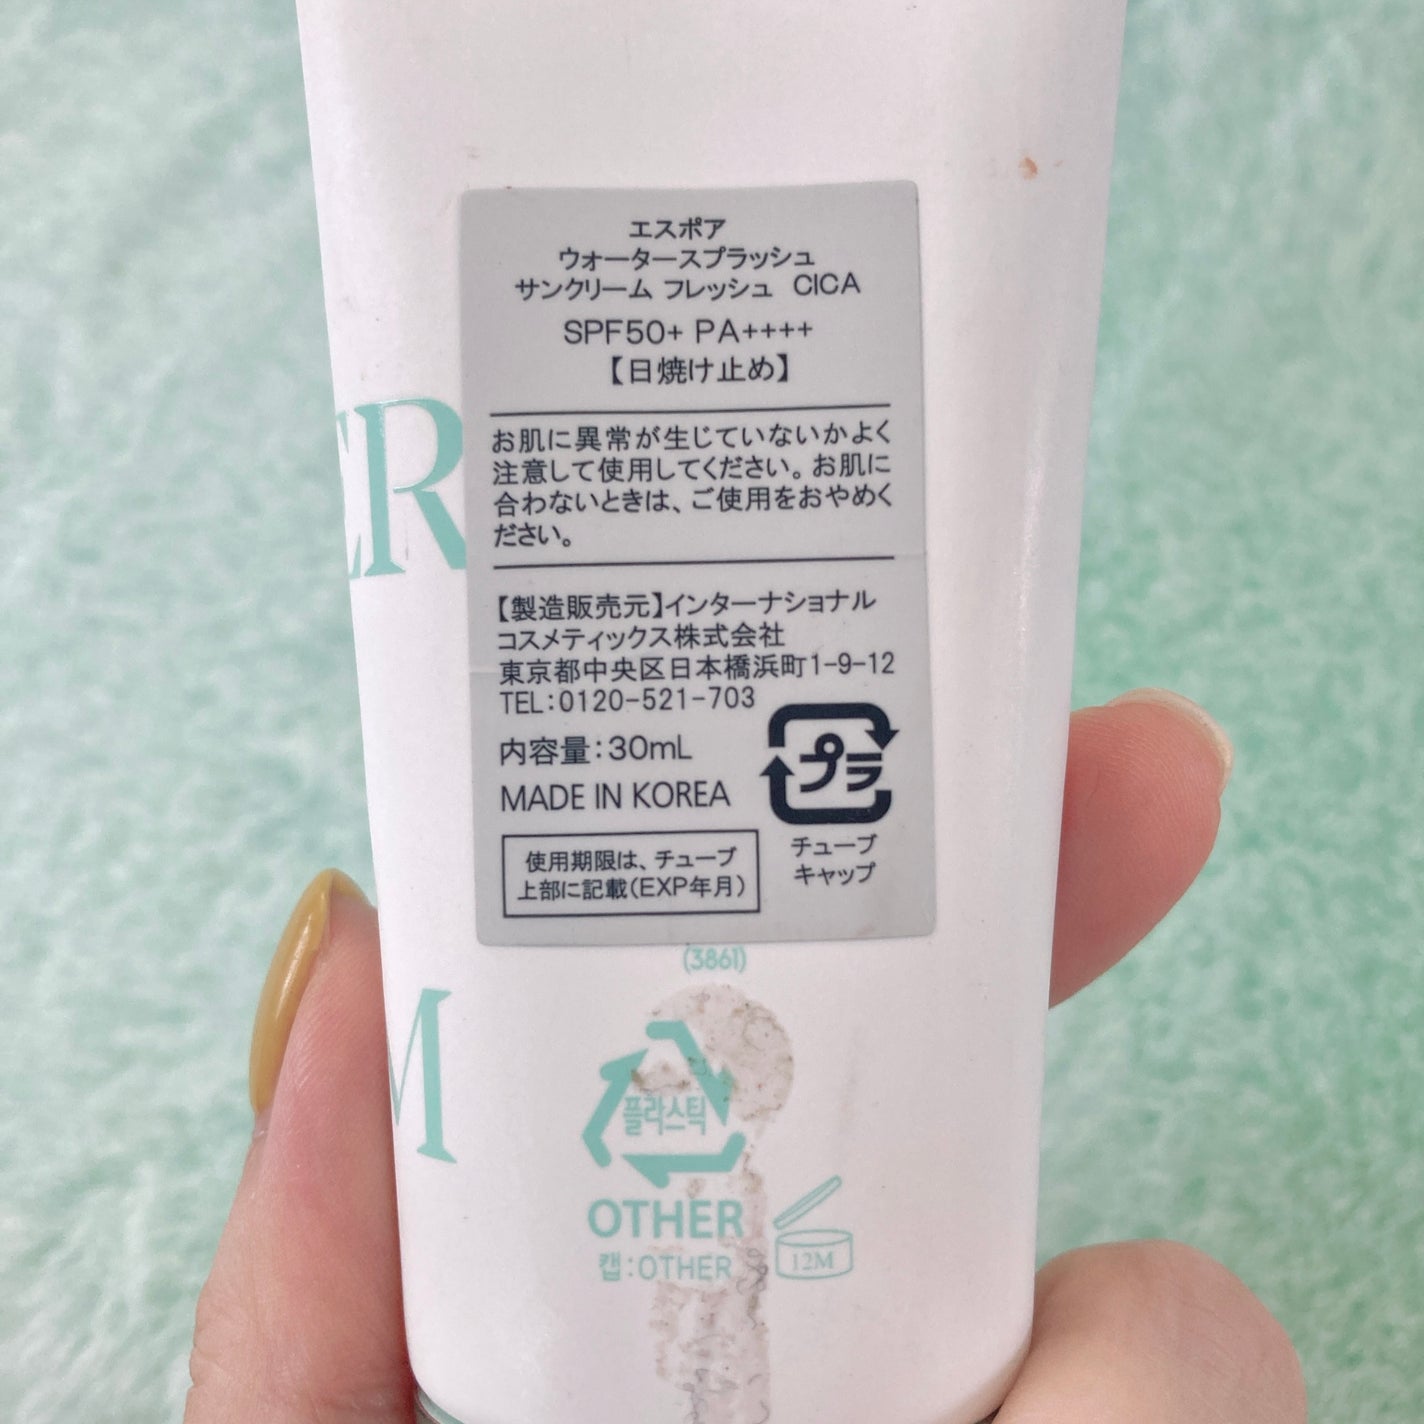 エスポア
ウォータースプラッシュ
サンクリーム フレッシュ CICA
SPF50+ PA++++
【日焼け止め】
お肌に異常が生じていないかよく
注意して使用してください。お肌に
合わないときは、ご使用をおやめく
ださい。
【製造販売元】インターナショナル
コスメティックス株式会社
東京都中央区日本橋浜町1-9-12
TEL:0120-521-703
内容量:30mL
MADE IN KOREA
プラ
チューブ
キャップ
使用期限は、チューブ
上部に記載(EXP年月)
ER
M
(3861)
플라스틱
OTHER
캡:OTHER
12M